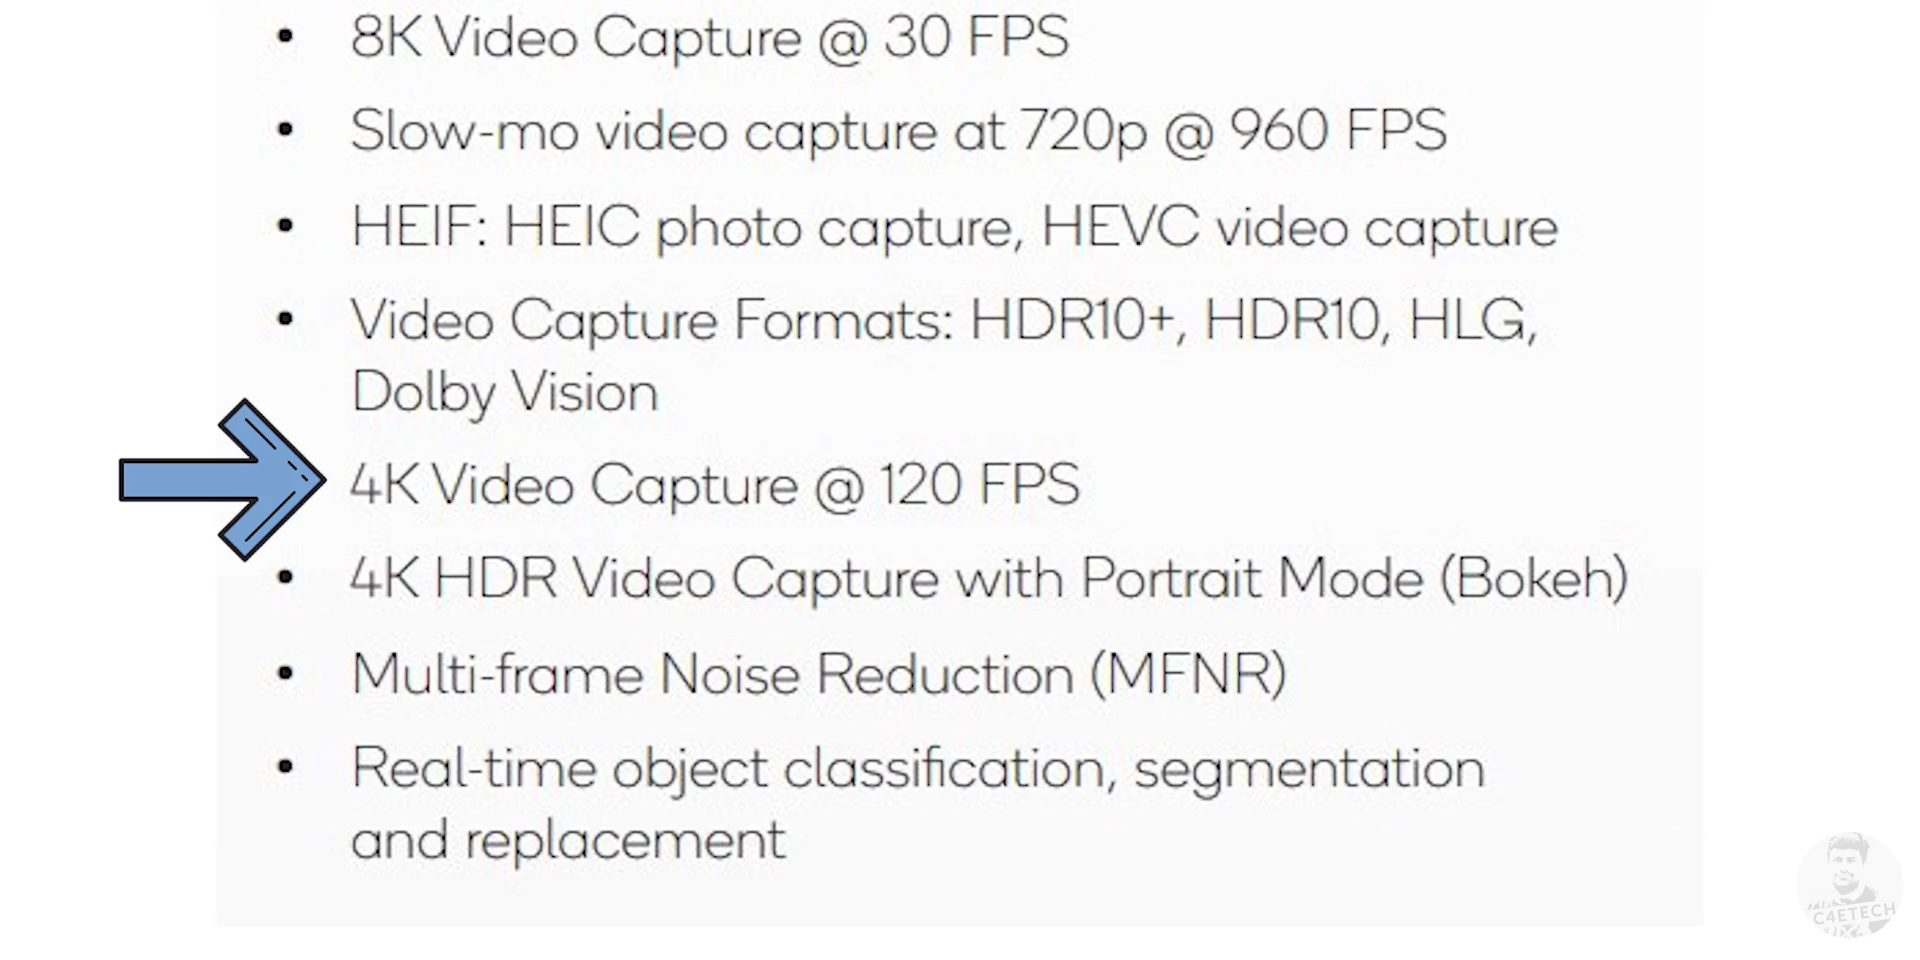 • 8K Video Capture @ 30 FPS
• Slow-mo video capture at 720p @ 960 FPS
• HEIF: HEIC photo capture, HEVC video capture
• Video Capture Formats: HDR10+, HDR10, HLG,
Dolby Vision
4K Video Capture @ 120 FPS
• 4K HDR Video Capture with Portrait Mode (Bokeh)
• Multi-frame Noise Reduction (MFNR)
• Real-time object classification, segmentation
and replacement
C4ETECH